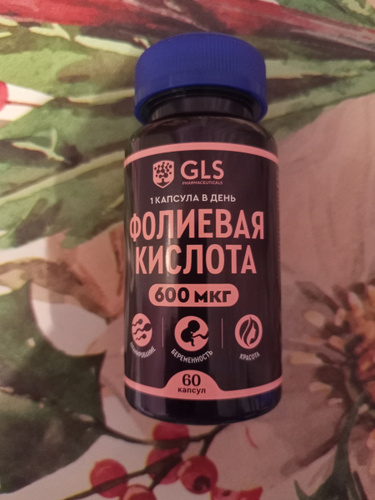 GLS
PHARMACEUTICALS
1 КАПСУЛА В ДЕНЬ
ФОЛИЕВАЯ
КИСЛОТА
600 МКГ
БЕРЕМЕННОСТЬ
КРАСОТА
60
капсул